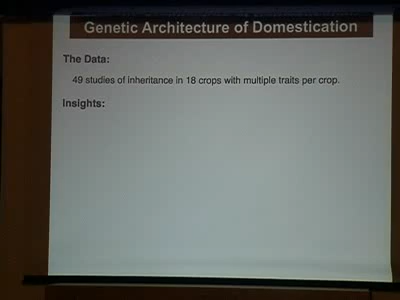 Genetic Architecture of Domestication
The Data:
49 studies of inheritance in 18 crops with multiple traits per crop.
Insights: